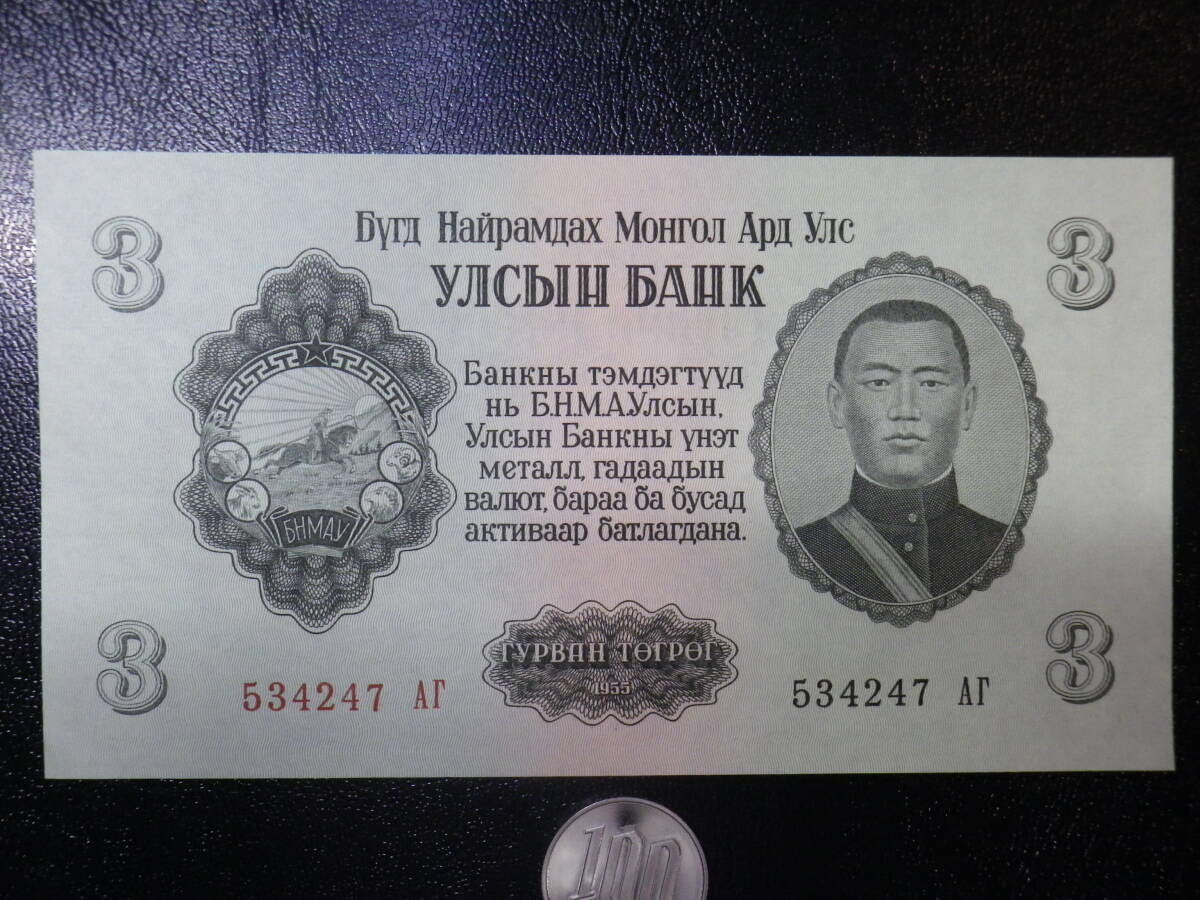 3
3
Бүгд Найрамдах Монгол Ард Улс
УЛСЫН БАНК
Банкны тэмдэгтүүд
нь Б.Н.М.А.Улсын,
Улсын Банкны үнэт
металл, гадаадын
валют, бараа ба бусад
активаар батлагдана.
БНМАУ
3
3
ГУРВАН ТӨГРӨГ
1955
534247 АГ
534247 АГ
100